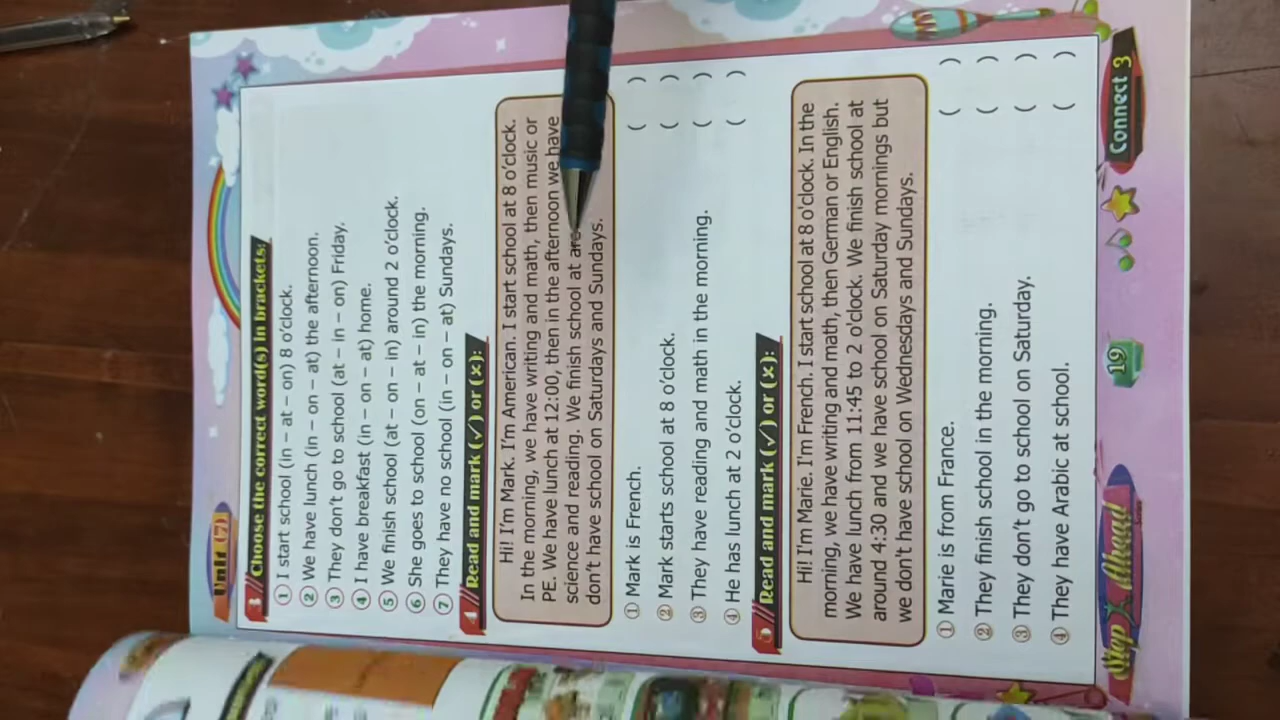 Unit (7)
3 Choose the correct word(s) in brackets:
① I start school (in – at – on) 8 o'clock.
② We have lunch (in – on – at) the afternoon.
③ They don't go to school (at – in – on) Friday.
④ I have breakfast (in – on – at) home.
⑤ We finish school (at – on – in) around 2 o'clock.
⑥ She goes to school (on – at – in) the morning.
⑦ They have no school (in – on – at) Sundays.
4 Read and mark (✓) or (×):
Hi! I'm Mark. I'm American. I start school at 8 o'clock.
In the morning, we have writing and math, then music or
PE. We have lunch at 12:00, then in the afternoon we have
science and reading. We finish school at
don't have school on Saturdays and Sundays.
① Mark is French. ( )
② Mark starts school at 8 o'clock. ( )
③ They have reading and math in the morning. ( )
④ He has lunch at 2 o'clock. ( )
5 Read and mark (✓) or (×):
Hi! I'm Marie. I'm French. I start school at 8 o'clock. In the
morning, we have writing and math, then German or English.
We have lunch from 11:45 to 2 o'clock. We finish school at
around 4:30 and we have school on Saturday mornings but
we don't have school on Wednesdays and Sundays.
① Marie is from France. ( )
② They finish school in the morning. ( )
③ They don't go to school on Saturday. ( )
④ They have Arabic at school. ( )
Step Ahead 19 Connect 3